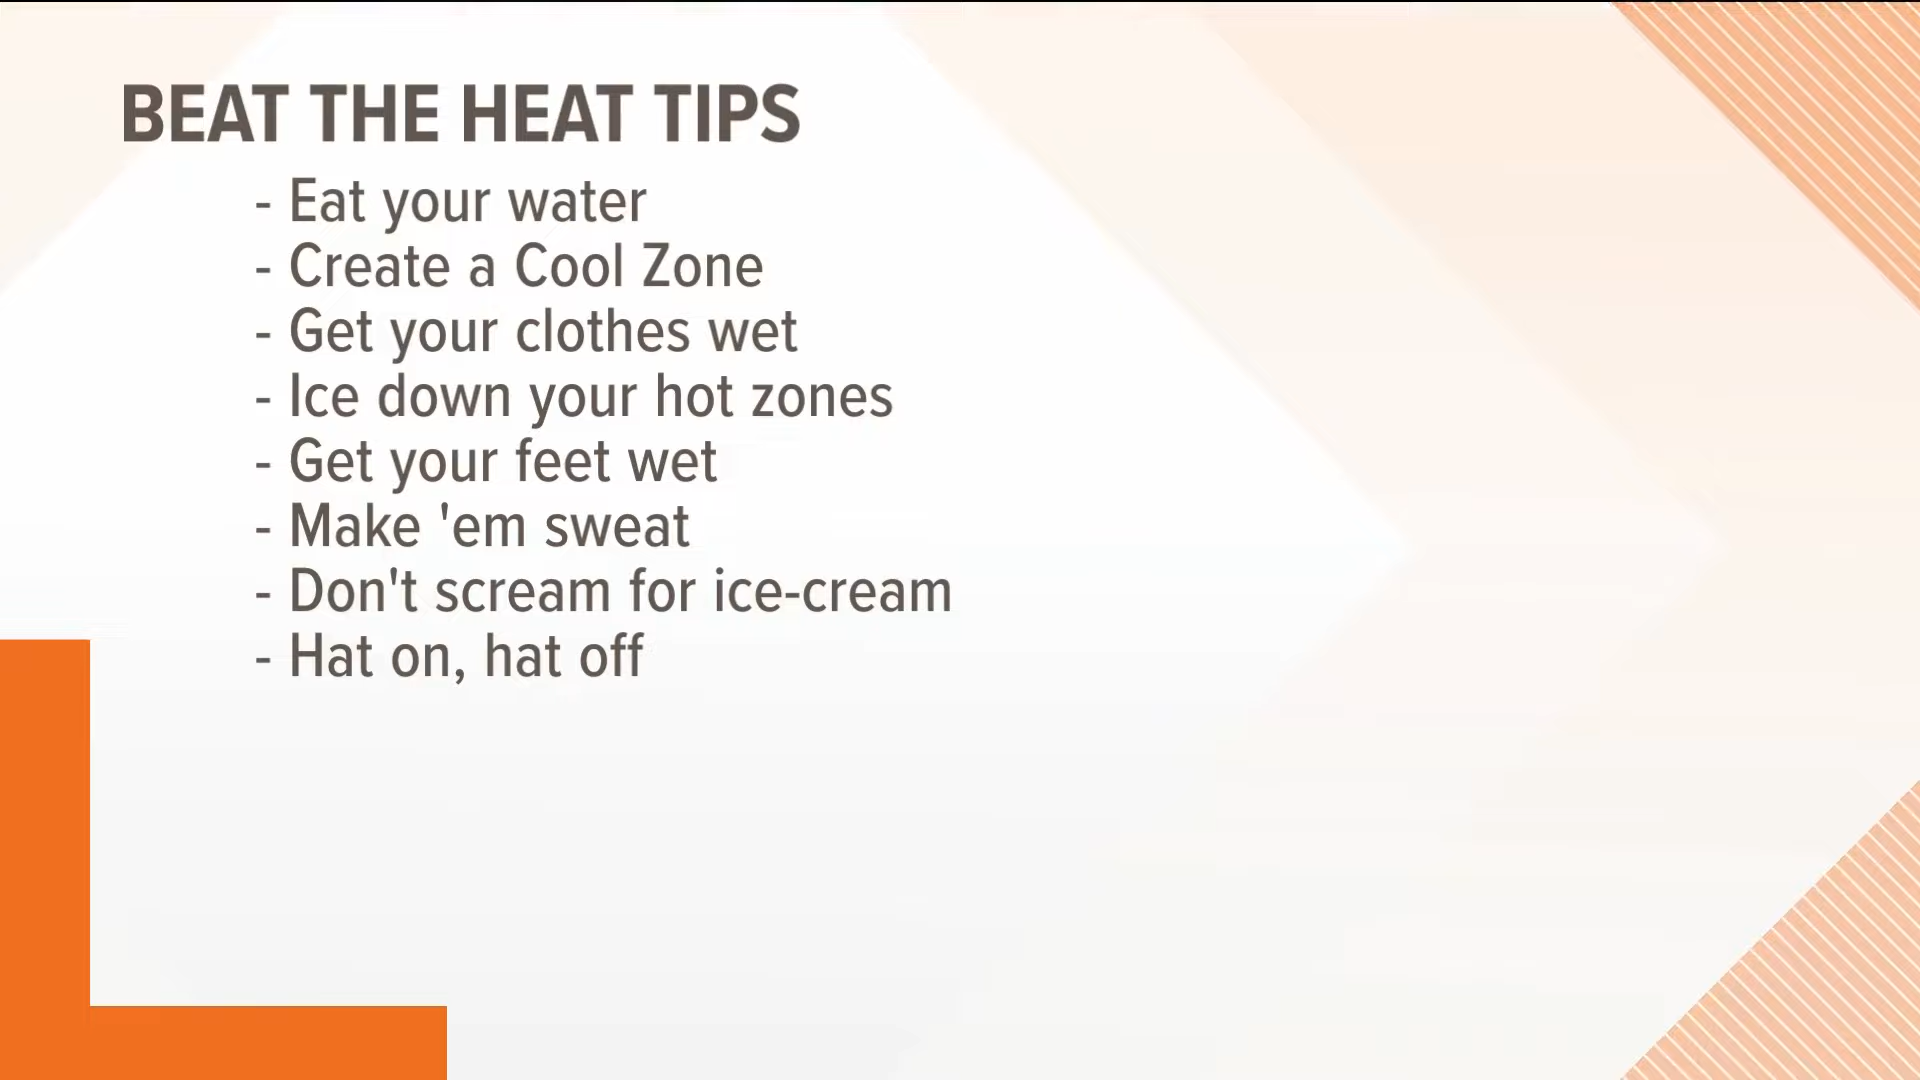 BEAT THE HEAT TIPS
- Eat your water
- Create a Cool Zone
- Get your clothes wet
- Ice down your hot zones
- Get your feet wet
- Make 'em sweat
- Don't scream for ice-cream
- Hat on, hat off